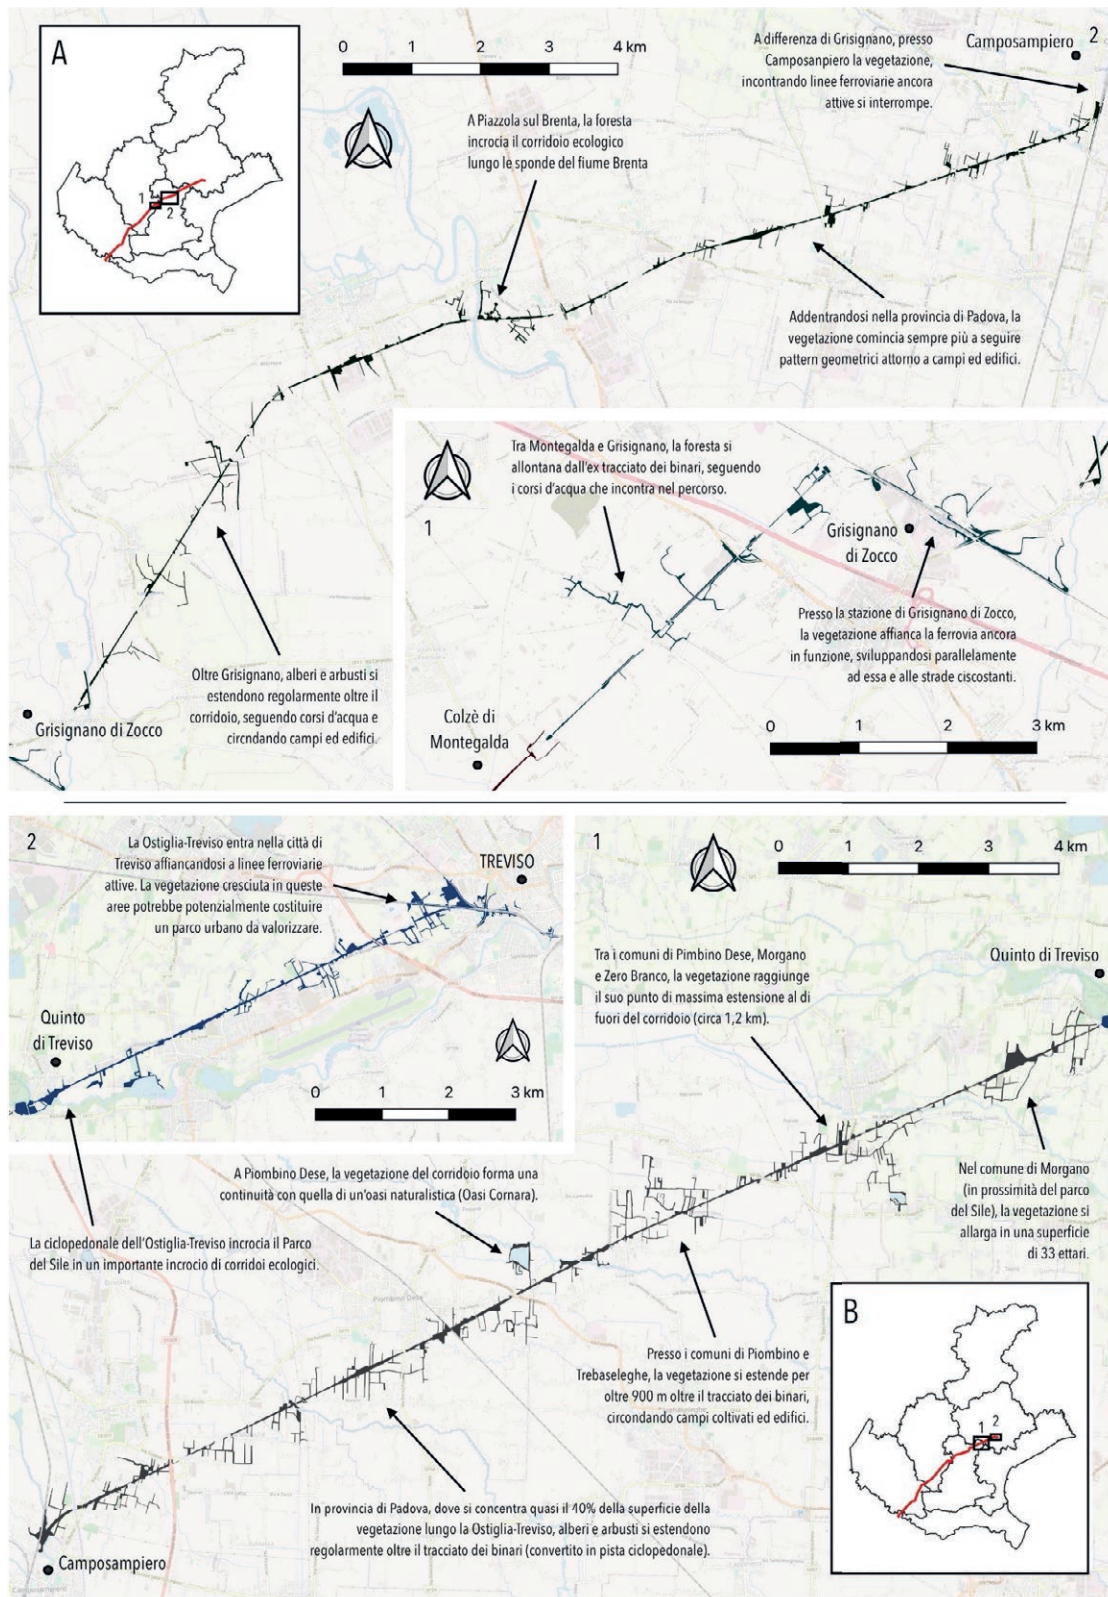 A
1
2
0 1 2 3 4 km
2
A differenza di Grisignano, presso
Camposanpiero la vegetazione,
incontrando linee ferroviarie ancora
attive si interrompe.
Camposampiero
A Piazzola sul Brenta, la foresta
incrocia il corridoio ecologico
lungo le sponde del fiume Brenta
Addentrandosi nella provincia di Padova, la
vegetazione comincia sempre più a seguire
pattern geometrici attorno a campi ed edifici.
Oltre Grisignano, alberi e arbusti si
estendono regolarmente oltre il
corridoio, seguendo corsi d'acqua e
circndando campi ed edifici
Grisignano di Zocco
1
Tra Montegalda e Grisignano, la foresta si
allontana dall'ex tracciato dei binari, seguendo
i corsi d'acqua che incontra nel percorso.
Grisignano
di Zocco
Presso la stazione di Grisignano di Zocco,
la vegetazione affianca la ferrovia ancora
in funzione, sviluppandosi parallelamente
ad essa e alle strade ciscostanti.
Colzè di
Montegalda
0 1 2 3 km
2
La Ostiglia-Treviso entra nella città di
Treviso affiancandosi a linee ferroviarie
attive. La vegetazione cresciuta in queste
aree potrebbe potenzialmente costituire
un parco urbano da valorizzare.
TREVISO
Quinto
di Treviso
0 1 2 3 km
1
0 1 2 3 4 km
Tra i comuni di Pimbino Dese, Morgano
e Zero Branco, la vegetazione raggiunge
il suo punto di massima estensione al di
fuori del corridoio (circa 1,2 km).
Quinto di Treviso
Nel comune di Morgano
(in prossimità del parco
del Sile), la vegetazione si
allarga in una superficie
di 33 ettari.
A Piombino Dese, la vegetazione del corridoio forma una
continuità con quella di un'oasi naturalistica (Oasi Cornara).
La ciclopedonale dell'Ostiglia-Treviso incrocia il Parco
del Sile in un importante incrocio di corridoi ecologici.
Piombino Dese
Presso i comuni di Piombino e
Trebaseleghe, la vegetazione si estende per
oltre 900 m oltre il tracciato dei binari,
circondando campi coltivati ed edifici.
In provincia di Padova, dove si concentra quasi il 40% della superficie della
vegetazione lungo la Ostiglia-Treviso, alberi e arbusti si estendono
regolarmente oltre il tracciato dei binari (convertito in pista ciclopedonale).
Camposampiero
Camposampiero
B
1
2